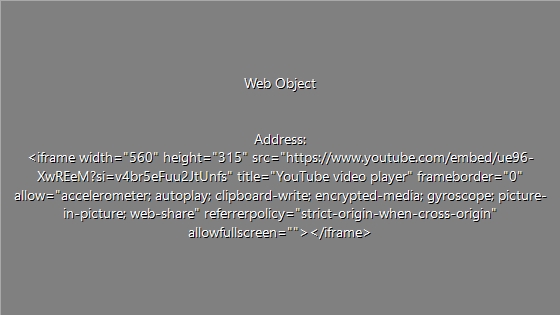 Web Object
Address:
<iframe width="560" height="315" src="https://www.youtube.com/embed/ue96-
XwREeM?si=v4br5eFuu2JtUnfs" title="YouTube video player" frameborder="0"
allow="accelerometer; autoplay; clipboard-write; encrypted-media; gyroscope; picture-
in-picture; web-share" referrerpolicy="strict-origin-when-cross-origin"
allowfullscreen=""></iframe>